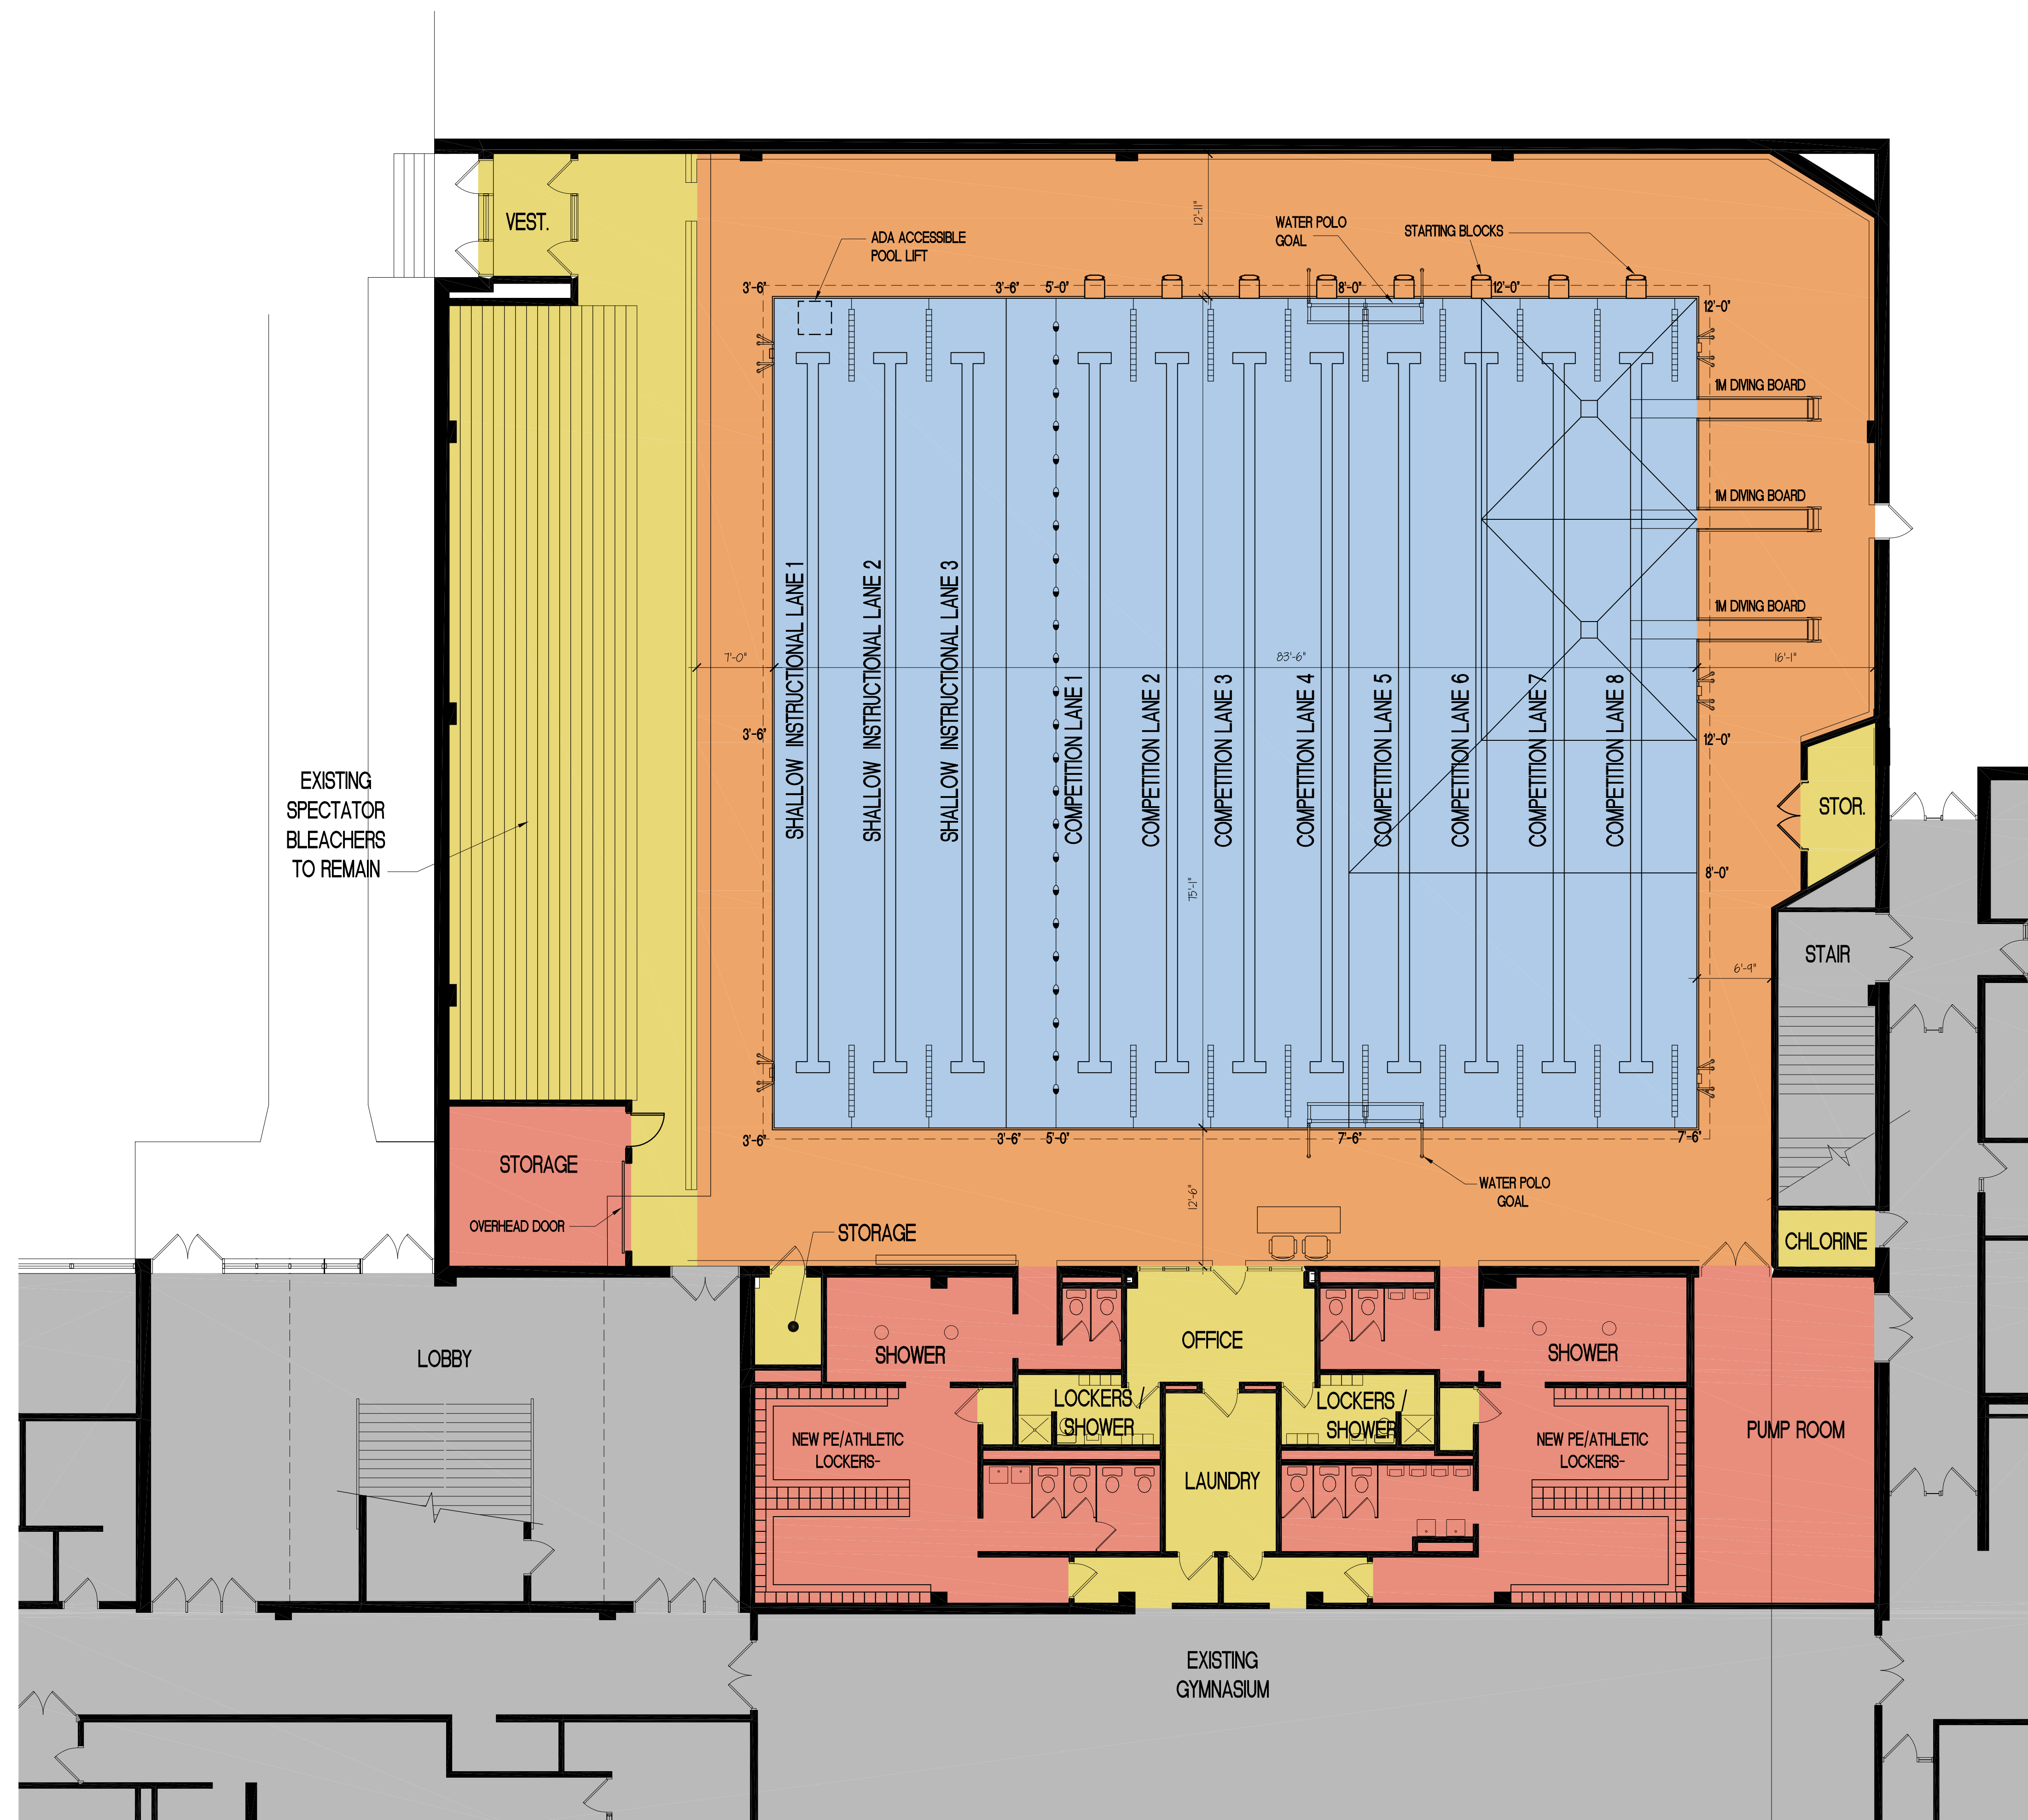 VEST.
ADA ACCESSIBLE
POOL LIFT
12'-11"
WATER POLO
GOAL
STARTING BLOCKS
3'-6"
3'-6"
5'-0"
8'-0"
12'-0"
12'-0"
1M DIVING BOARD
1M DIVING BOARD
1M DIVING BOARD
SHALLOW INSTRUCTIONAL LANE 1
SHALLOW INSTRUCTIONAL LANE 2
SHALLOW INSTRUCTIONAL LANE 3
COMPETITION LANE 1
COMPETITION LANE 2
COMPETITION LANE 3
COMPETITION LANE 4
COMPETITION LANE 5
COMPETITION LANE 6
COMPETITION LANE 7
COMPETITION LANE 8
7'-0"
83'-6"
16'-1"
3'-6"
12'-0"
EXISTING
SPECTATOR
BLEACHERS
TO REMAIN
STOR.
8'-0"
75'-1"
STAIR
6'-9"
3'-6"
3'-6"
5'-0"
7'-6"
7'-6"
STORAGE
OVERHEAD DOOR
12'-6"
WATER POLO
GOAL
STORAGE
CHLORINE
LOBBY
SHOWER
OFFICE
SHOWER
LOCKERS /
SHOWER
LOCKERS /
SHOWER
NEW PE/ATHLETIC
LOCKERS-
NEW PE/ATHLETIC
LOCKERS-
PUMP ROOM
LAUNDRY
EXISTING
GYMNASIUM